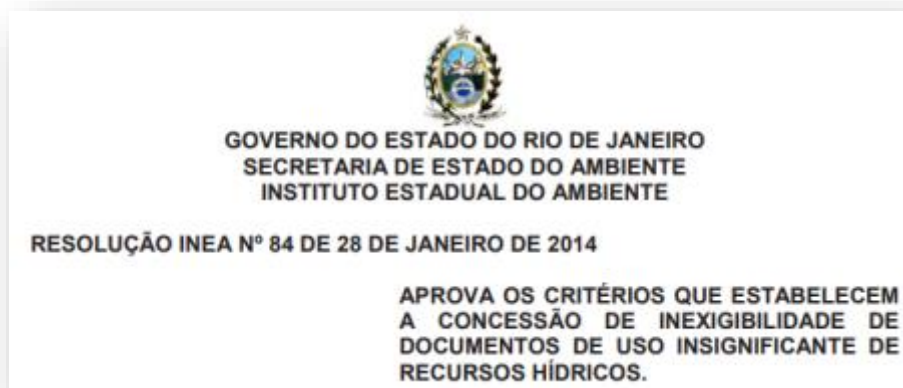 GOVERNO DO ESTADO DO RIO DE JANEIRO
SECRETARIA DE ESTADO DO AMBIENTE
INSTITUTO ESTADUAL DO AMBIENTE
RESOLUÇÃO INEA Nº 84 DE 28 DE JANEIRO DE 2014
APROVA OS CRITÉRIOS QUE ESTABELECEM
A CONCESSÃO DE INEXIGIBILIDADE DE
DOCUMENTOS DE USO INSIGNIFICANTE DE
RECURSOS HÍDRICOS.